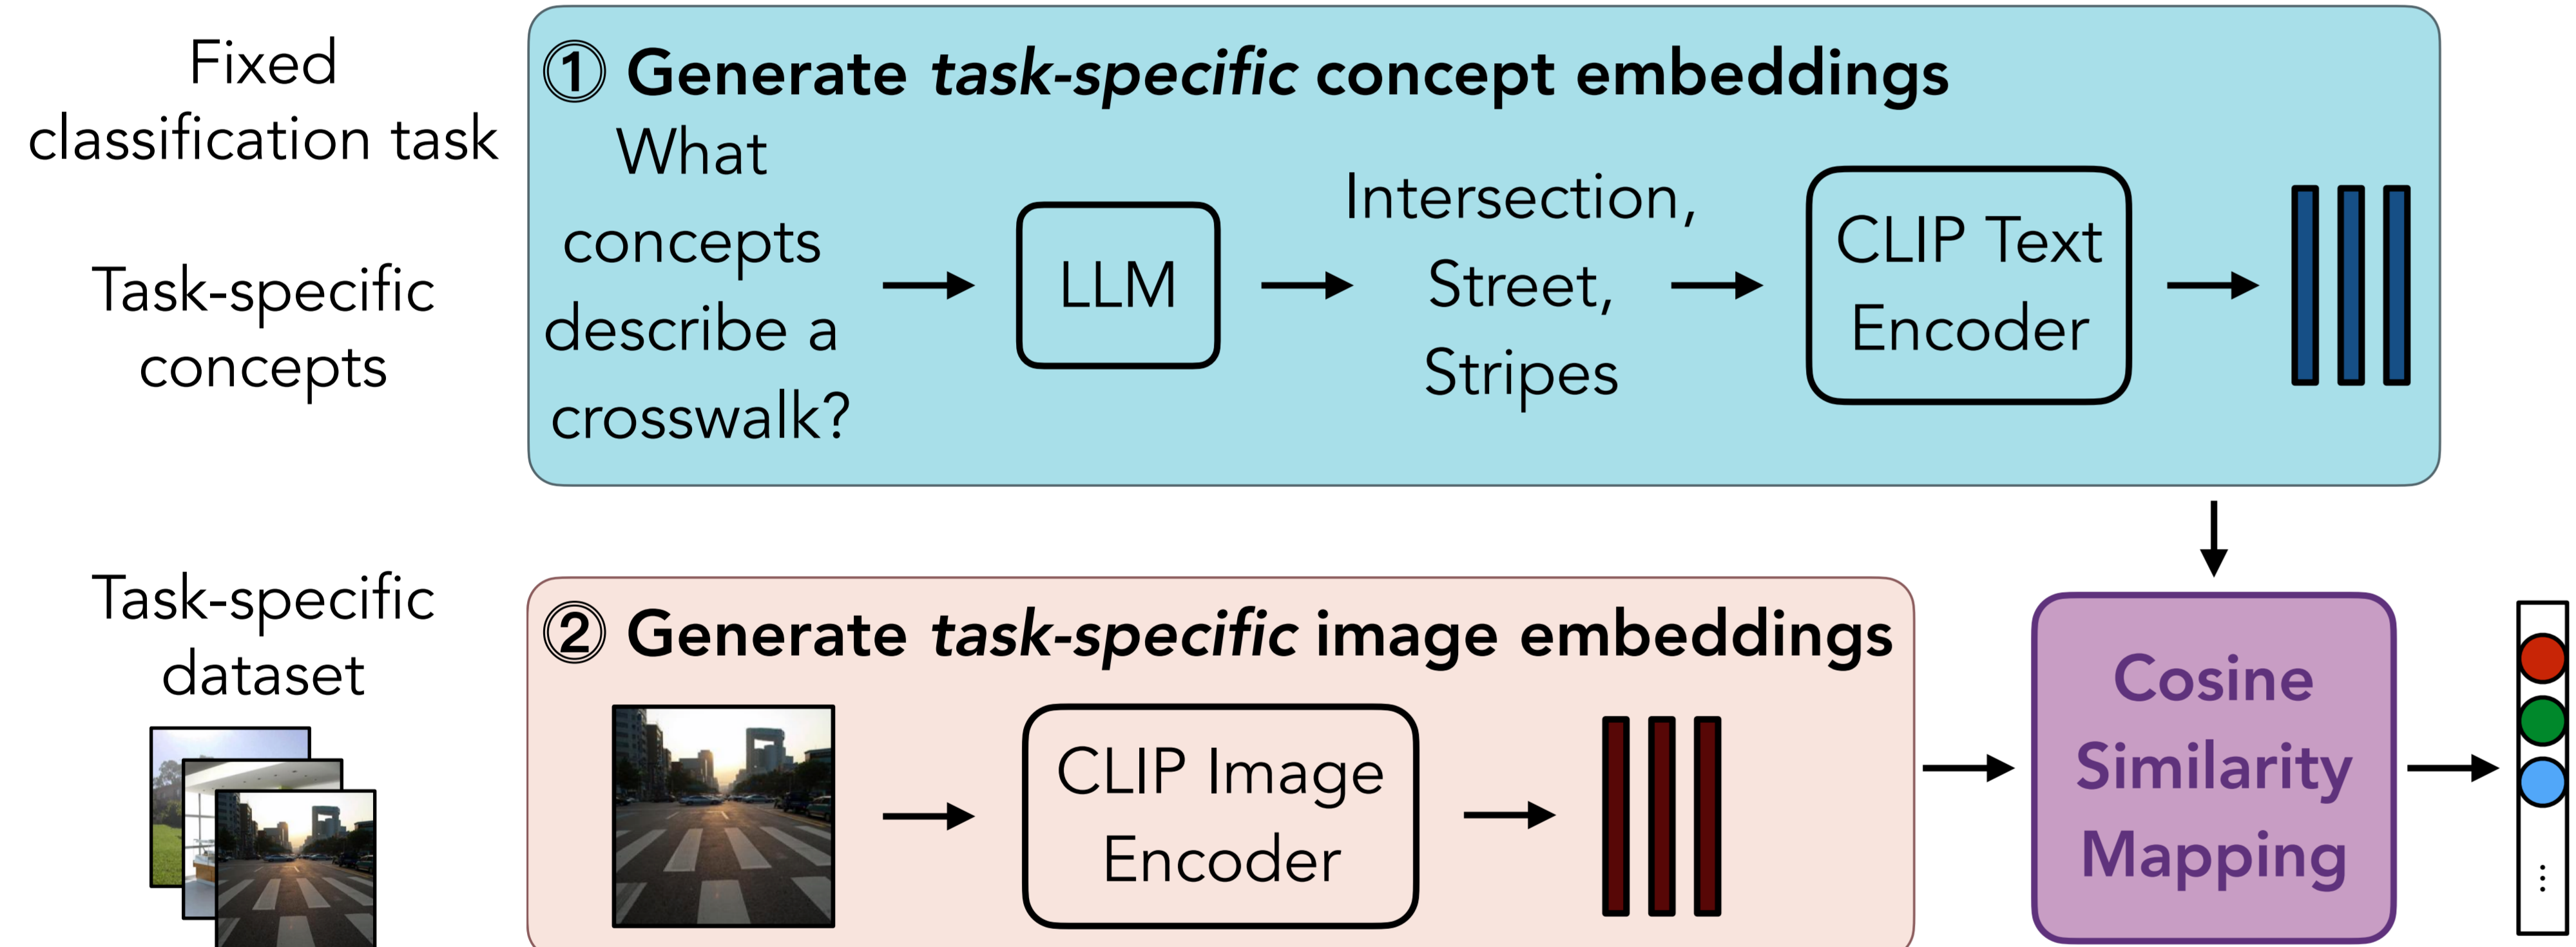 Fixed
classification task
Task-specific
concepts
① Generate task-specific concept embeddings
What
concepts
describe a
crosswalk?
LLM
Intersection,
Street,
Stripes
CLIP Text
Encoder
Task-specific
dataset
② Generate task-specific image embeddings
CLIP Image
Encoder
Cosine
Similarity
Mapping
⋮